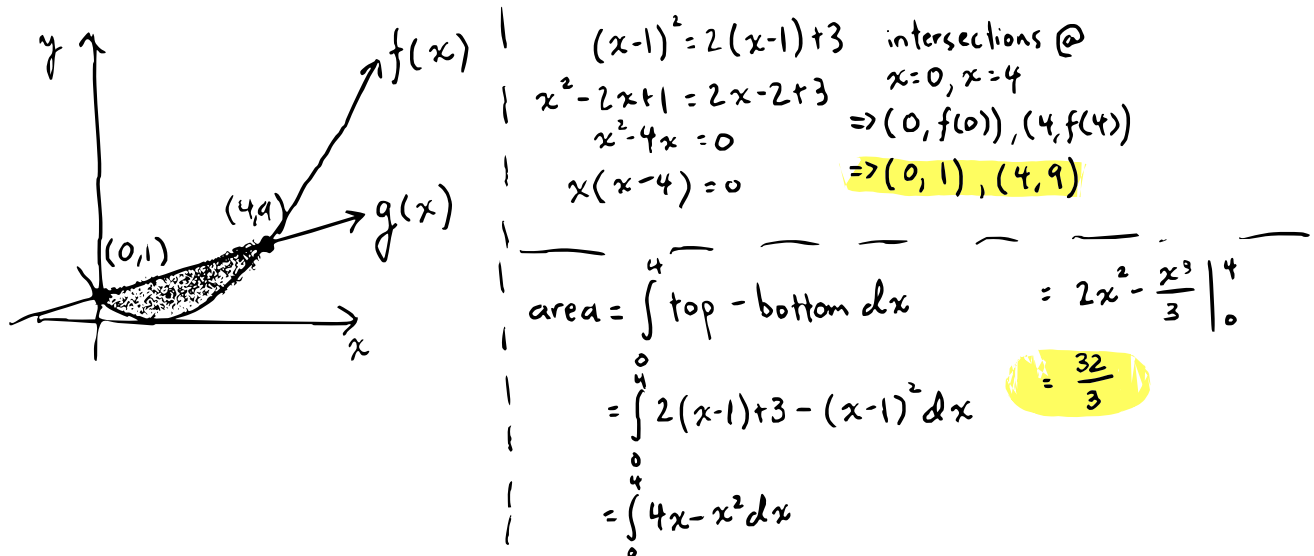 y
f(x)
(4,9)
g(x)
(0,1)
x
(x-1)² = 2(x-1)+3
x² - 2x+1 = 2x-2+3
x² - 4x = 0
x(x-4) = 0
intersections @
x=0, x=4
=> (0, f(0)), (4, f(4))
=> (0, 1), (4, 9)
area = ∫₀⁴ top - bottom dx
= ∫₀⁴ 2(x-1)+3 - (x-1)² dx
= ∫₀⁴ 4x - x² dx
= 2x² - x³/3 |₀⁴
= 32/3